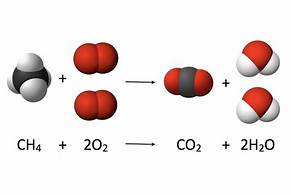 + → +
CH₄ + 2O₂ → CO₂ + 2H₂O